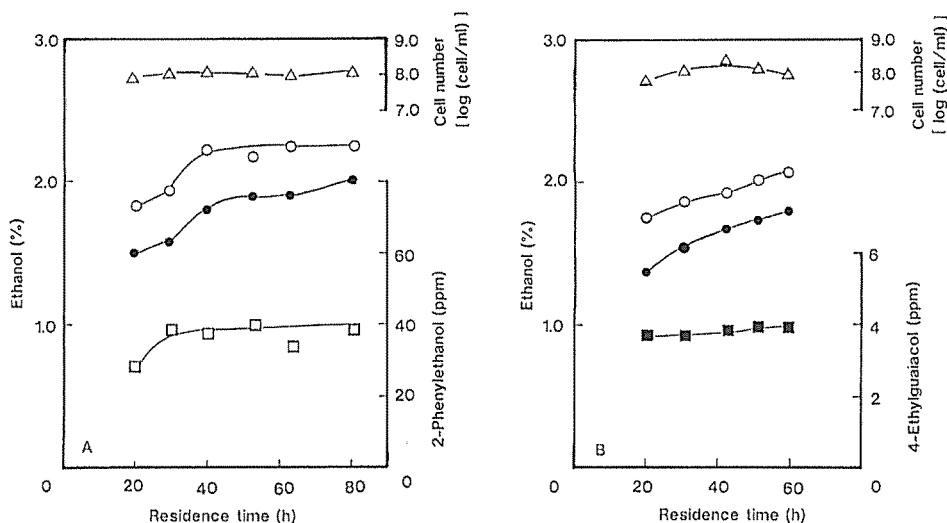 3.0
2.0
1.0
0
Ethanol (%)
9.0
8.0
7.0
Cell number
[ log (cell/ml) ]
60
40
20
0
2-Phenylethanol (ppm)
A
20 40 60 80
Residence time (h)
3.0
2.0
1.0
0
Ethanol (%)
9.0
8.0
7.0
Cell number
[ log (cell/ml) ]
6
4
2
0
4-Ethylguaiacol (ppm)
B
20 40 60
Residence time (h)